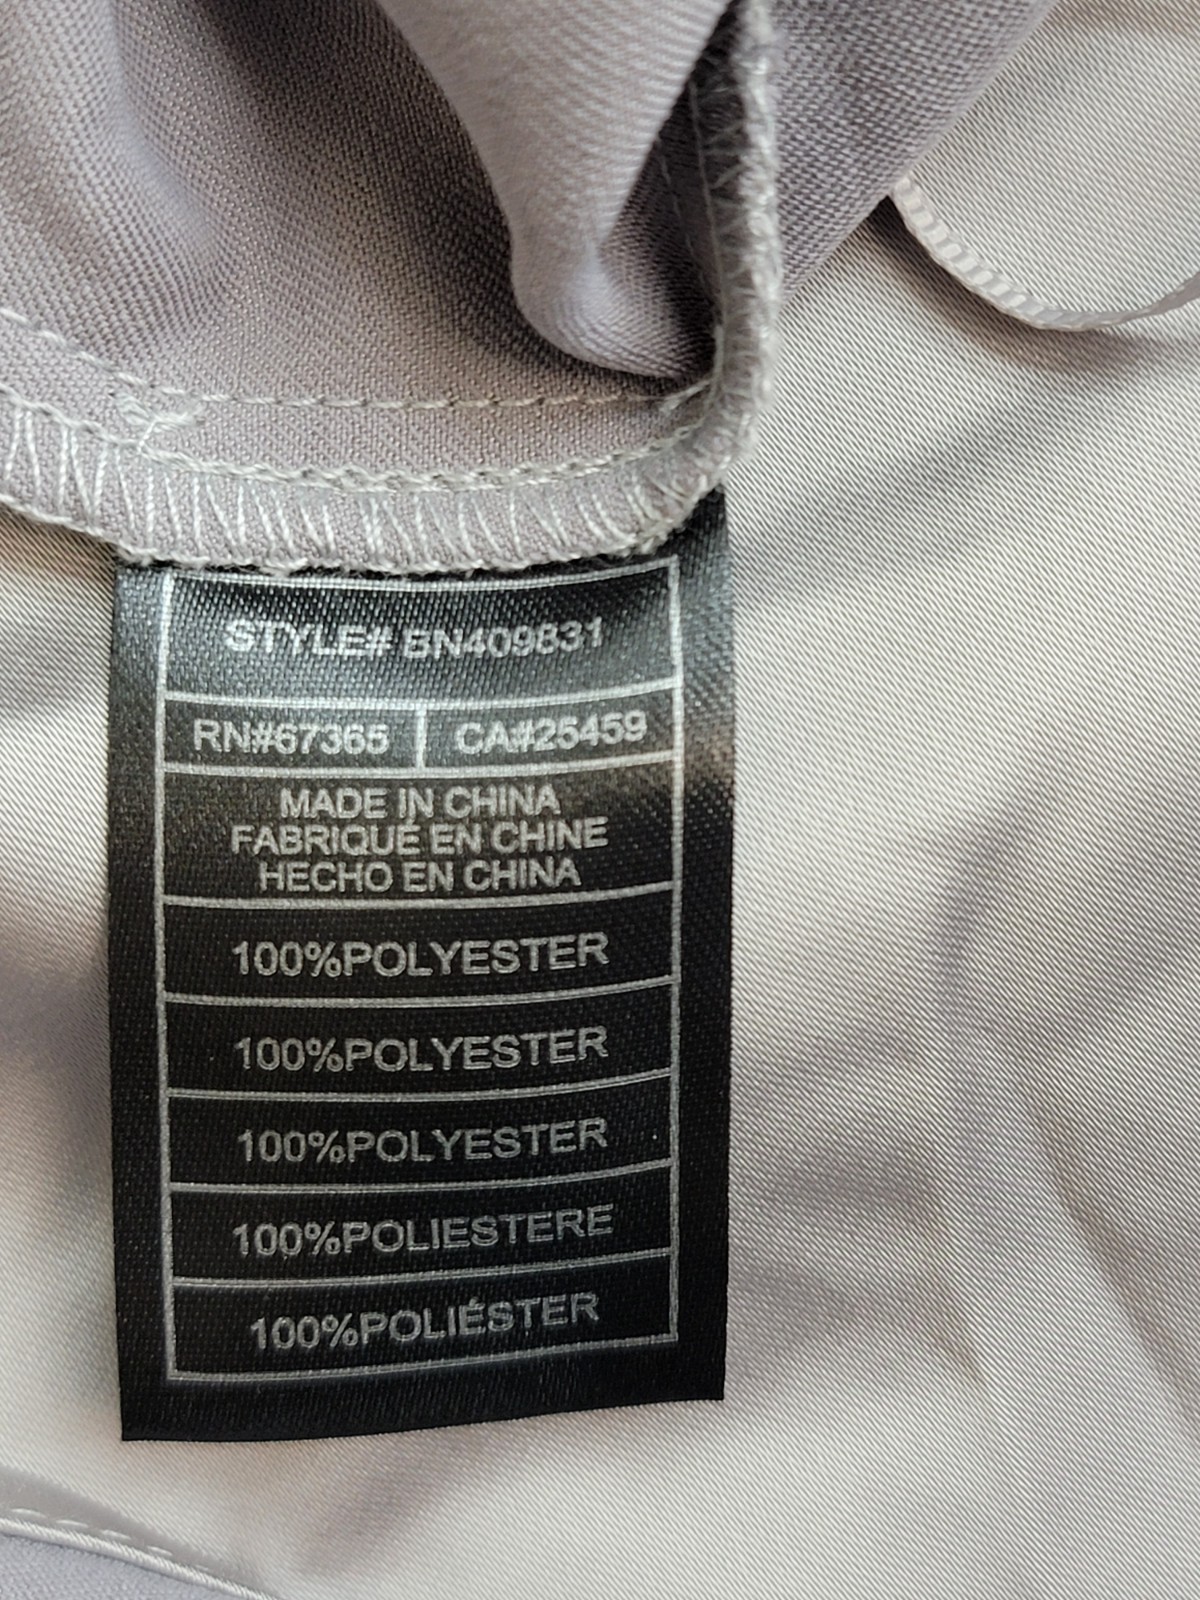 STYLE# BN409831
RN#67365 CA#25459
MADE IN CHINA
FABRIQUÉ EN CHINE
HECHO EN CHINA
100%POLYESTER
100%POLYESTER
100%POLYESTER
100%POLIESTERE
100%POLIÉSTER